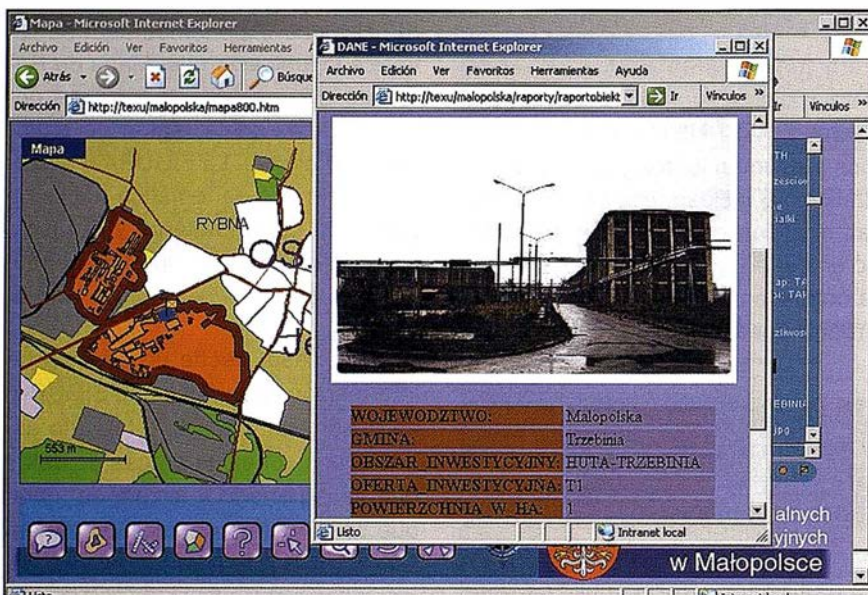 Mapa - Microsoft Internet Explorer
Archivo Edición Ver Favoritos Herramientas
Atrás Búsque
Dirección http://texu/malopolska/mapa800.htm
Ir Vínculos
Mapa
RYBNA
553 m
alnych
yjnych
w Małopolsce
DANE - Microsoft Internet Explorer
Archivo Edición Ver Favoritos Herramientas Ayuda
Dirección http://texu/malopolska/raporty/raportobiekt Ir Vínculos »
WOJEWODZTWO: Malopolska
GMINA: Trzebinia
OBSZAR_INWESTYCYJNY: HUTA-TRZEBINIA
OFERTA_INWESTYCYJNA: T1
POWIERZCHNIA_W_HA: 1
Listo Intranet local